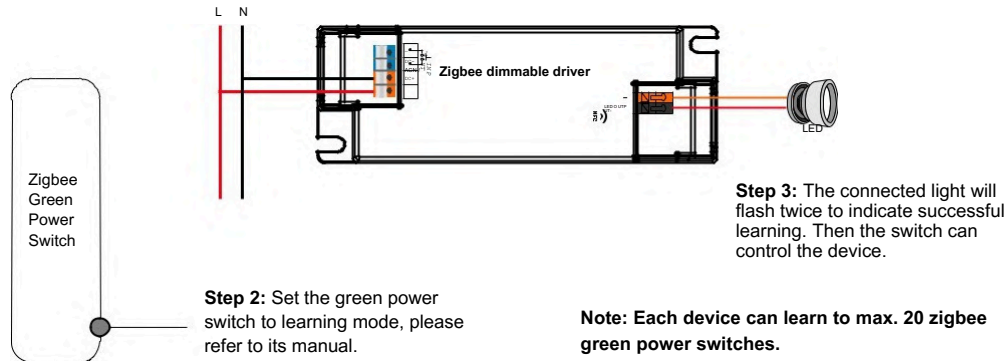 L N
Zigbee dimmable driver
LED
Zigbee
Green
Power
Switch
Step 3: The connected light will
flash twice to indicate successful
learning. Then the switch can
control the device.
Step 2: Set the green power
switch to learning mode, please
refer to its manual.
Note: Each device can learn to max. 20 zigbee
green power switches.